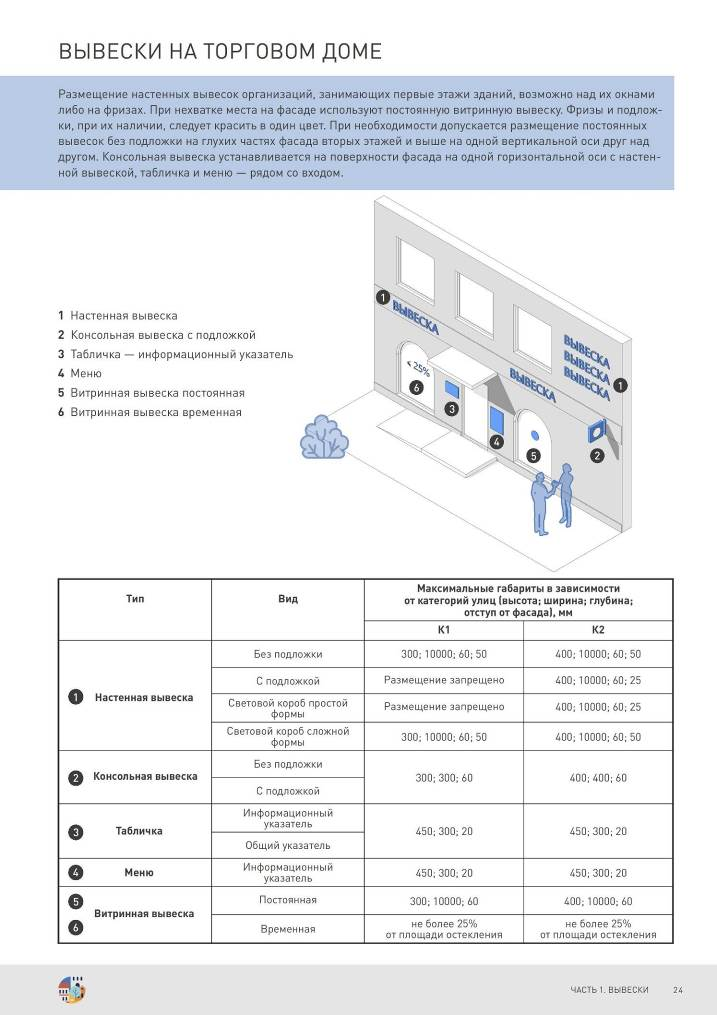 ВЫВЕСКИ НА ТОРГОВОМ ДОМЕ
Размещение настенных вывесок организаций, занимающих первые этажи зданий, возможно над их окнами
либо на фризах. При нехватке места на фасаде используют постоянную витринную вывеску. Фризы и подлож-
ки, при их наличии, следует красить в один цвет. При необходимости допускается размещение постоянных
вывесок без подложки на глухих частях фасада вторых этажей и выше на одной вертикальной оси друг над
другом. Консольная вывеска устанавливается на поверхности фасада на одной горизонтальной оси с настен-
ной вывеской, табличка и меню — рядом со входом.
1 Настенная вывеска
2 Консольная вывеска с подложкой
3 Табличка — информационный указатель
4 Меню
5 Витринная вывеска постоянная
6 Витринная вывеска временная
1
ВЫВЕСКА
ВЫВЕСКА
ВЫВЕСКА
ВЫВЕСКА
1
< 25%
6
ВЫВЕСКА
3
4
5
2
Тип
Вид
Максимальные габариты в зависимости
от категорий улиц (высота; ширина; глубина;
отступ от фасада), мм
К1
К2
1 Настенная вывеска
Без подложки
300; 10000; 60; 50
400; 10000; 60; 50
С подложкой
Размещение запрещено
400; 10000; 60; 25
Световой короб простой
формы
Размещение запрещено
400; 10000; 60; 25
Световой короб сложной
формы
300; 10000; 60; 50
400; 10000; 60; 50
2 Консольная вывеска
Без подложки
С подложкой
300; 300; 60
400; 400; 60
3 Табличка
Информационный
указатель
Общий указатель
450; 300; 20
450; 300; 20
4 Меню
Информационный
указатель
450; 300; 20
450; 300; 20
5
6
Витринная вывеска
Постоянная
300; 10000; 60
400; 10000; 60
Временная
не более 25%
от площади остекления
не более 25%
от площади остекления
ЧАСТЬ 1. ВЫВЕСКИ 24